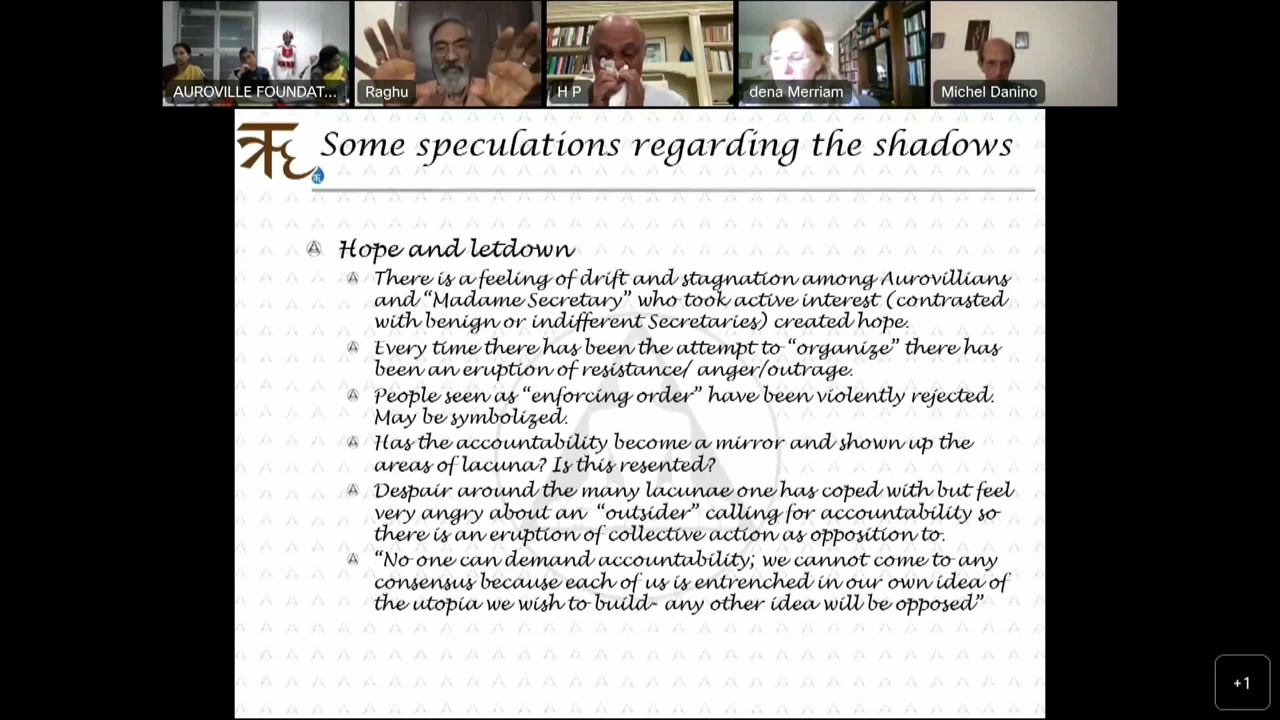 AUROVILLE FOUNDAT...
Raghu
H P
dena Merriam
Michel Danino
Some speculations regarding the shadows
Hope and letdown
There is a feeling of drift and stagnation among Aurovillians
and “Madame Secretary” who took active interest (contrasted
with benign or indifferent Secretaries) created hope.
Every time there has been the attempt to “organize” there has
been an eruption of resistance/ anger/outrage.
People seen as “enforcing order” have been violently rejected.
May be symbolized.
Has the accountability become a mirror and shown up the
areas of lacuna? Is this resented?
Despair around the many lacunae one has coped with but feel
very angry about an “outsider” calling for accountability so
there is an eruption of collective action as opposition to.
“No one can demand accountability; we cannot come to any
consensus because each of us is entrenched in our own idea of
the utopia we wish to build- any other idea will be opposed”
+1